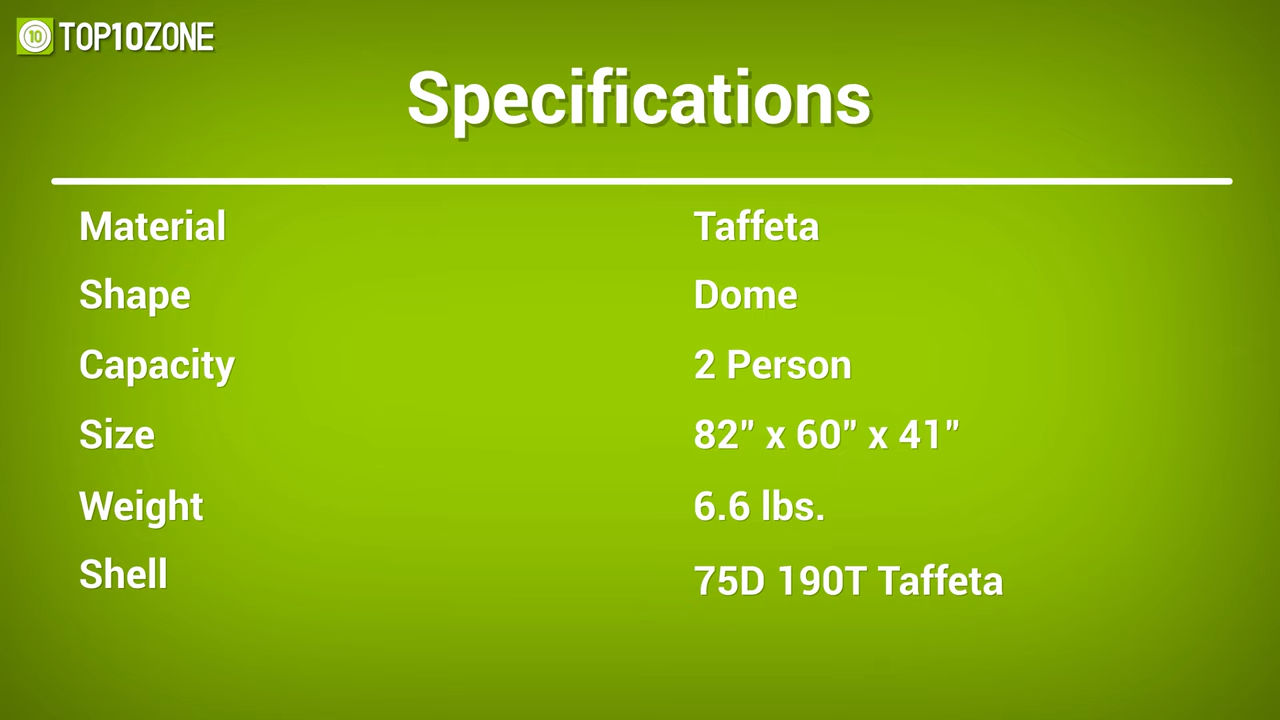 10 TOP10ZONE
Specifications
Material Taffeta
Shape Dome
Capacity 2 Person
Size 82” x 60” x 41”
Weight 6.6 lbs.
Shell 75D 190T Taffeta